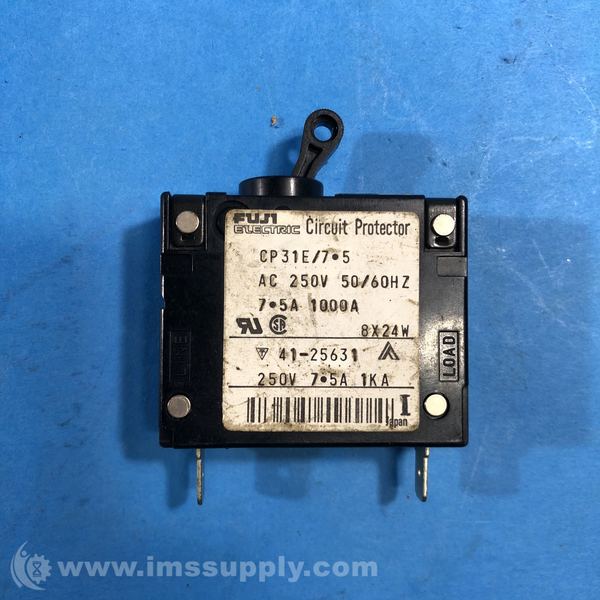 FUJI ELECTRIC Circuit Protector
CP31E/7•5
AC 250V 50/60HZ
7•5A 1000A
8X24W
41-25631
250V 7•5A 1KA
Japan
LINE
LOAD
www.imssupply.com